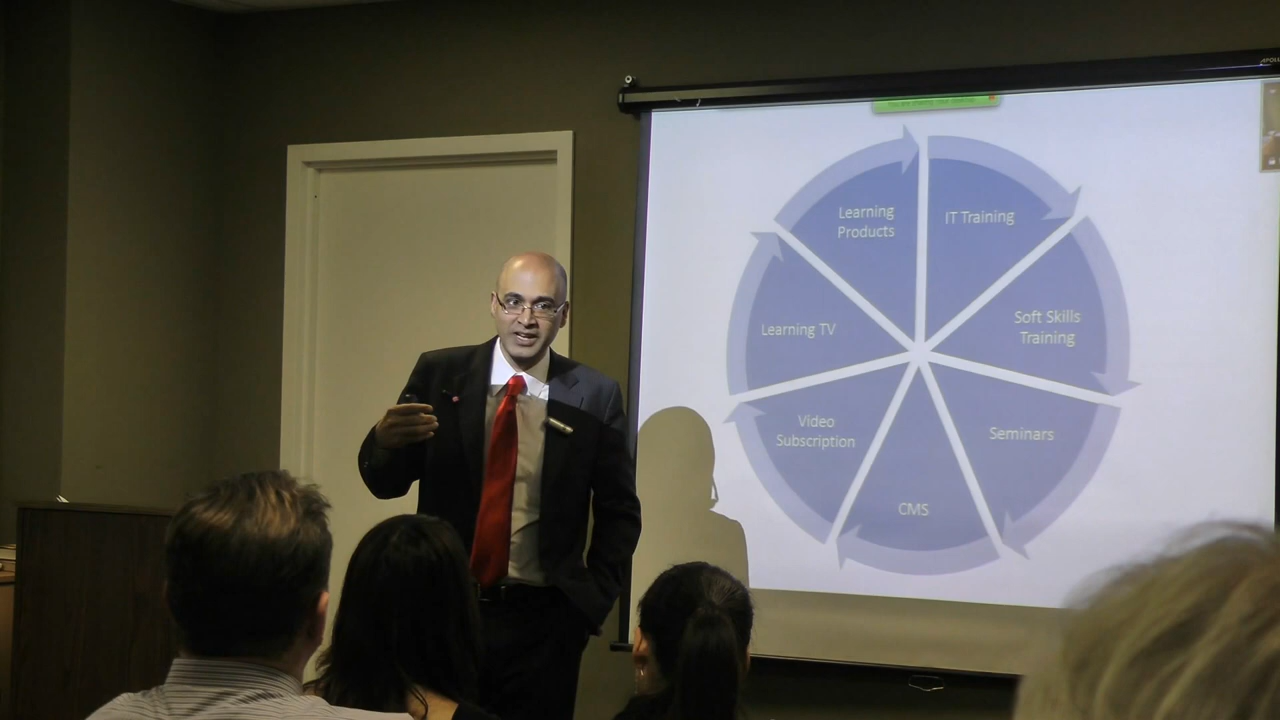 Learning
Products
IT Training
Learning TV
Soft Skills
Training
Video
Subscription
Seminars
CMS